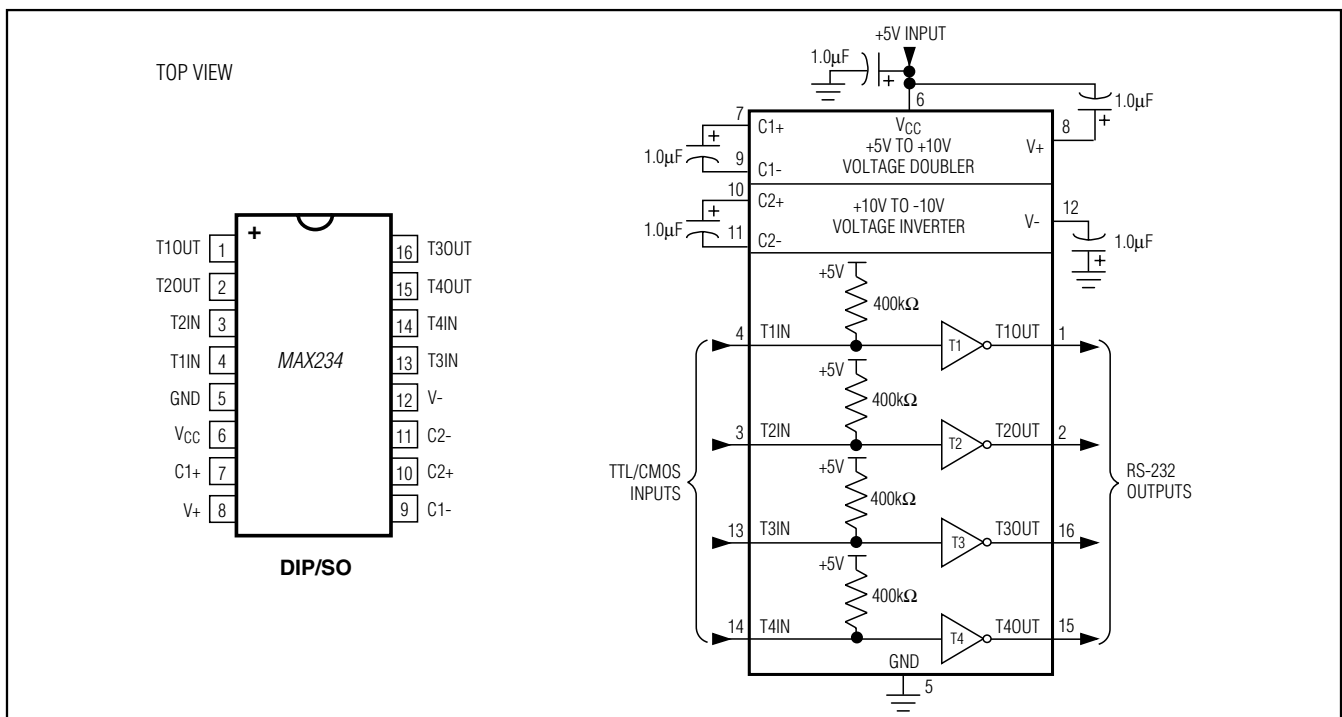 TOP VIEW
+
MAX234
T1OUT 1
T2OUT 2
T2IN 3
T1IN 4
GND 5
VCC 6
C1+ 7
V+ 8
16 T3OUT
15 T4OUT
14 T4IN
13 T3IN
12 V-
11 C2-
10 C2+
9 C1-
DIP/SO
+5V INPUT
1.0µF
+
6
1.0µF
+
7
C1+
+
1.0µF
9
C1-
VCC
+5V TO +10V
VOLTAGE DOUBLER
8
V+
10
C2+
+
1.0µF
11
C2-
+10V TO -10V
VOLTAGE INVERTER
12
V-
1.0µF
+
+5V
400kΩ
4 T1IN T1 T1OUT 1
+5V
400kΩ
3 T2IN T2 T2OUT 2
+5V
400kΩ
13 T3IN T3 T3OUT 16
+5V
400kΩ
14 T4IN T4 T4OUT 15
TTL/CMOS
INPUTS
RS-232
OUTPUTS
GND
5